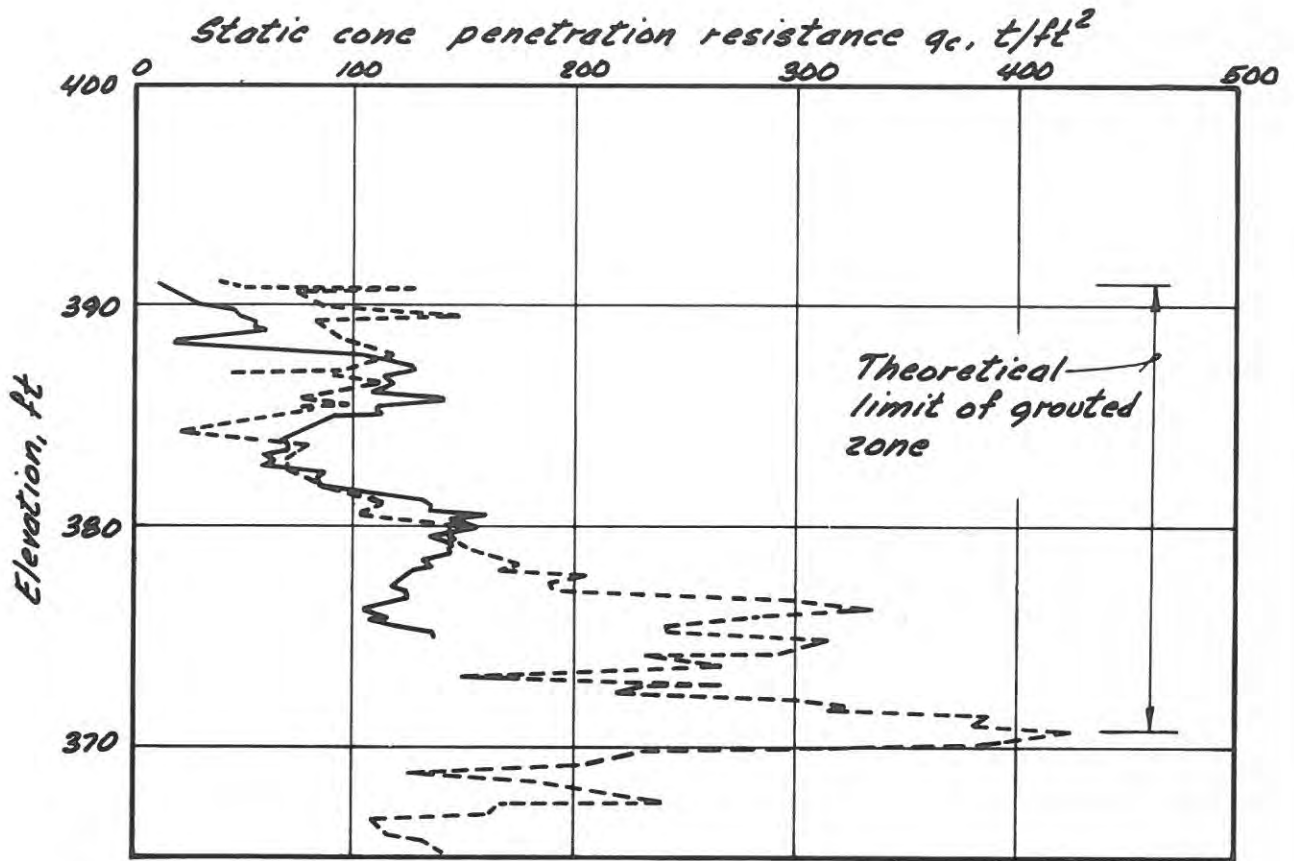 Static cone penetration resistance qc, t/ft²
0 100 200 300 400 500
400
390
380
370
Elevation, ft
Theoretical
limit of grouted
zone